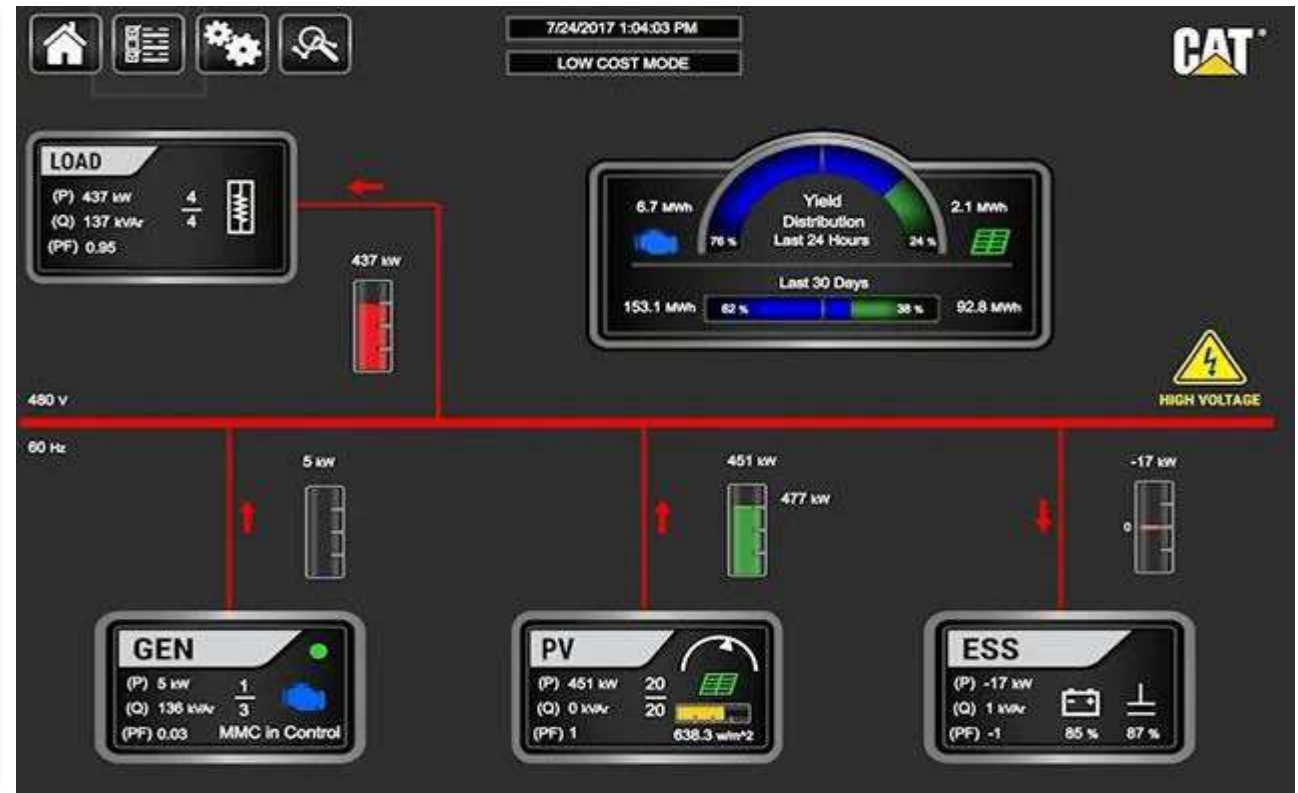 7/24/2017 1:04:03 PM
LOW COST MODE
CAT
LOAD
(P) 437 kW
(Q) 137 kVAr
(PF) 0.95
4
4
437 kW
6.7 MWh
Yield
Distribution
Last 24 Hours
2.1 MWh
76 %
24 %
Last 30 Days
153.1 MWh
62 %
38 %
92.8 MWh
HIGH VOLTAGE
480 V
60 Hz
5 kW
451 kW
477 kW
-17 kW
0
GEN
(P) 5 kW
(Q) 136 kVAr
(PF) 0.03
1
3
MMC in Control
PV
(P) 451 kW
(Q) 0 kVAr
(PF) 1
20
20
638.3 w/m^2
ESS
(P) -17 kW
(Q) 1 kVAr
(PF) -1
85 %
87 %